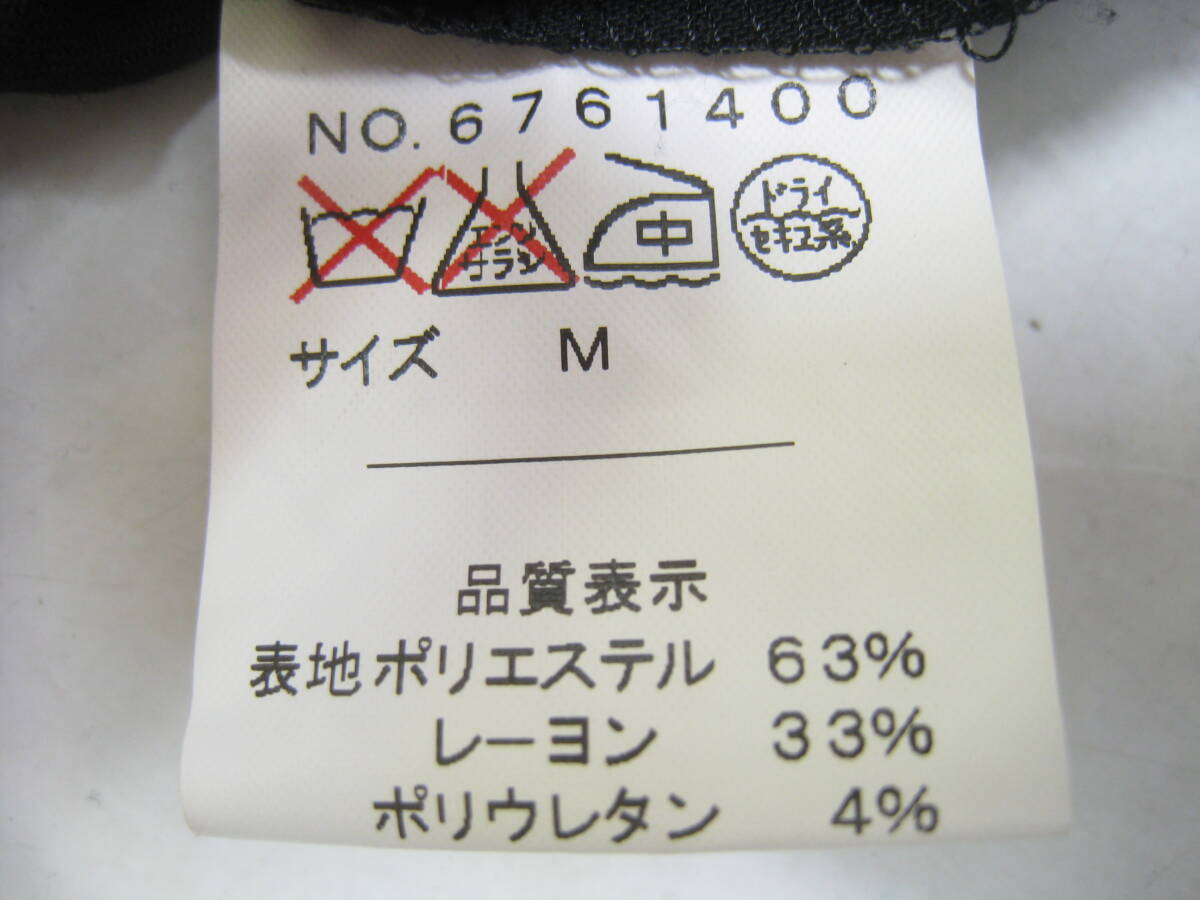 NO. 6761400
エンソ
サラシ
中
ドライ
セキユ系
サイズ M
品質表示
表地 ポリエステル 63%
レーヨン 33%
ポリウレタン 4%